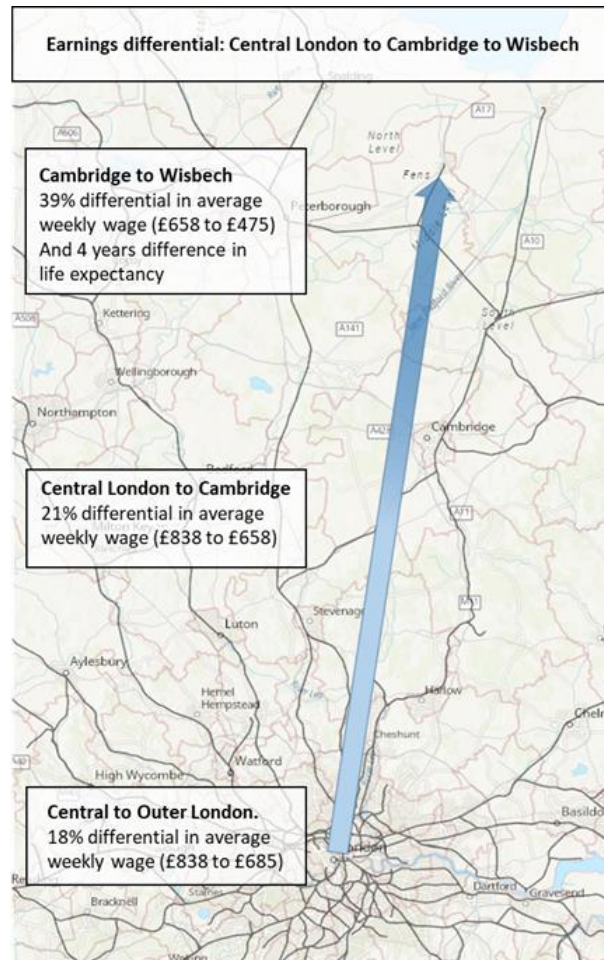 Earnings differential: Central London to Cambridge to Wisbech
Spalding
A17
A606
North
Level
Fens
Cambridge to Wisbech
39% differential in average
weekly wage (£658 to £475)
And 4 years difference in
life expectancy
Peterborough
A10
South
Level
A508
Kettering
A141
Wellingborough
Northampton
A428
Cambridge
Central London to Cambridge
21% differential in average
weekly wage (£838 to £658)
Stevenage
M11
Luton
Aylesbury
Hemel
Hempstead
Harlow
Cheshunt
Watford
High Wycombe
Central to Outer London.
18% differential in average
weekly wage (£838 to £685)
Basildo
Dartford
Gravesend
Staines
Bracknell